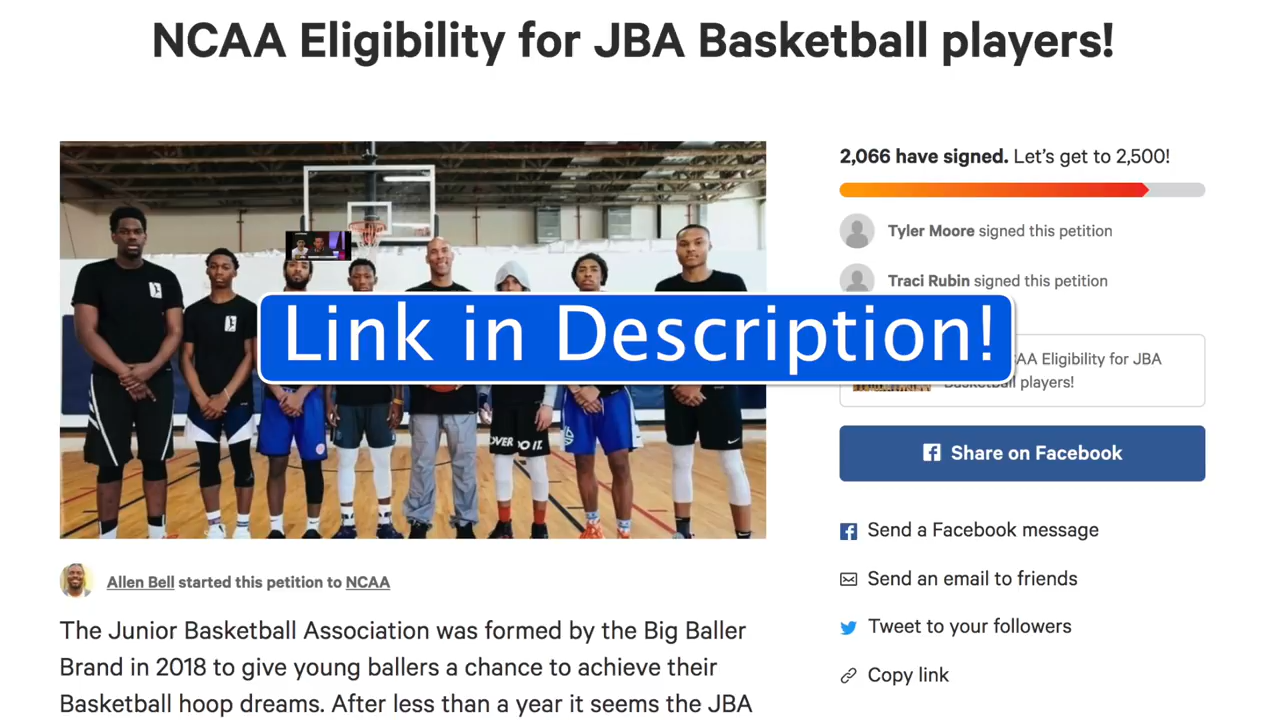 NCAA Eligibility for JBA Basketball players!
2,066 have signed. Let's get to 2,500!
Tyler Moore signed this petition
Traci Rubin signed this petition
Link in Description!
Eligibility for JBA
players!
Share on Facebook
OVER DO IT.
Send a Facebook message
Send an email to friends
Tweet to your followers
Copy link
Allen Bell started this petition to NCAA
The Junior Basketball Association was formed by the Big Baller
Brand in 2018 to give young ballers a chance to achieve their
Basketball hoop dreams. After less than a year it seems the JBA